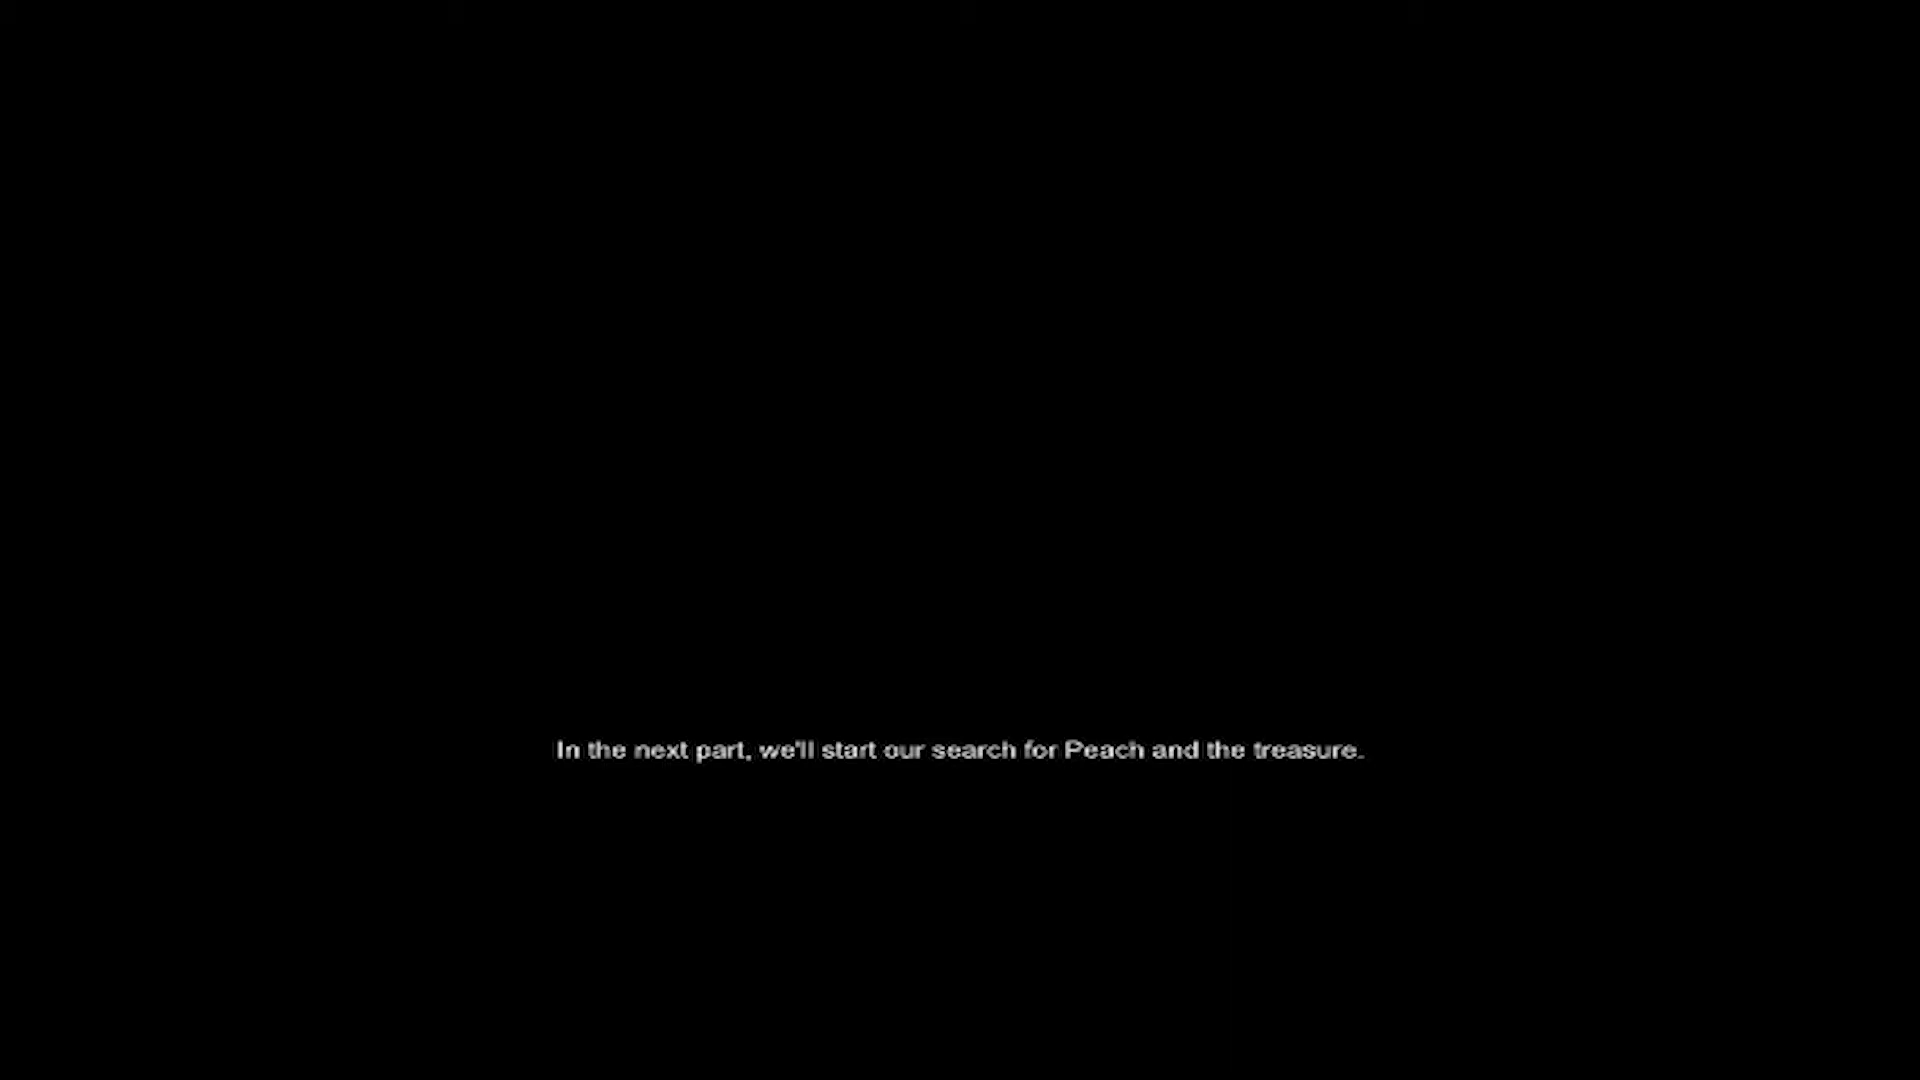 In the next part, we'll start our search for Peach and the treasure.